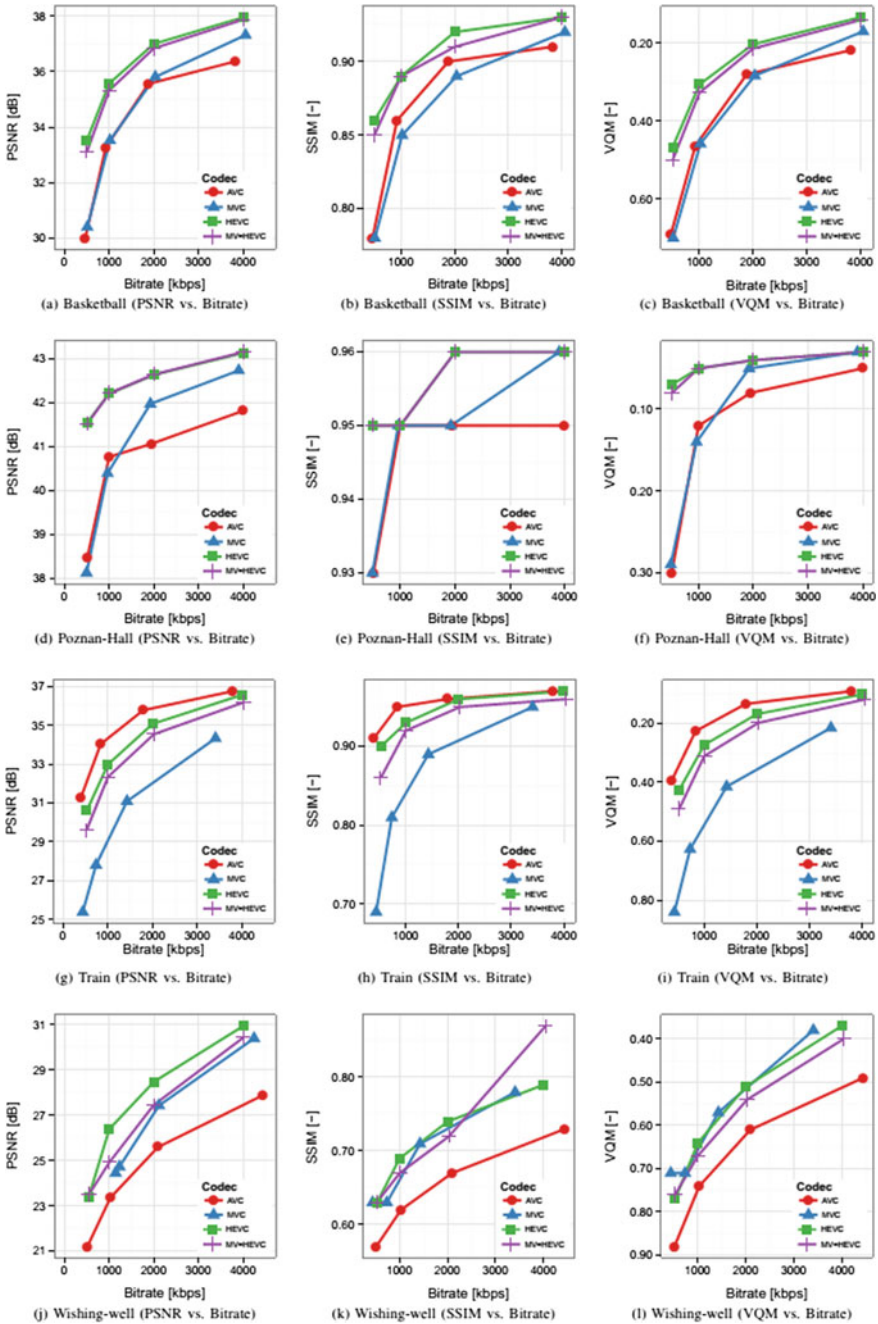 PSNR [dB]
38
36
34
32
30
0
1000
2000
3000
4000
Bitrate [kbps]
Codec
AVC
MVC
HEVC
MV-HEVC
(a) Basketball (PSNR vs. Bitrate)
SSIM [−]
0.90
0.85
0.80
1000
2000
3000
4000
Bitrate [kbps]
Codec
AVC
MVC
HEVC
MV-HEVC
(b) Basketball (SSIM vs. Bitrate)
VQM [−]
0.20
0.40
0.60
1000
2000
3000
4000
Bitrate [kbps]
Codec
AVC
MVC
HEVC
MV-HEVC
(c) Basketball (VQM vs. Bitrate)
PSNR [dB]
43
42
41
40
39
38
0
1000
2000
3000
4000
Bitrate [kbps]
Codec
AVC
MVC
HEVC
MV-HEVC
(d) Poznan-Hall (PSNR vs. Bitrate)
SSIM [−]
0.96
0.95
0.94
0.93
1000
2000
3000
4000
Bitrate [kbps]
Codec
AVC
MVC
HEVC
MV-HEVC
(e) Poznan-Hall (SSIM vs. Bitrate)
VQM [−]
0.10
0.20
0.30
1000
2000
3000
4000
Bitrate [kbps]
Codec
AVC
MVC
HEVC
MV-HEVC
(f) Poznan-Hall (VQM vs. Bitrate)
PSNR [dB]
37
35
33
31
29
27
25
0
1000
2000
3000
4000
Bitrate [kbps]
Codec
AVC
MVC
HEVC
MV-HEVC
(g) Train (PSNR vs. Bitrate)
SSIM [−]
0.90
0.80
0.70
1000
2000
3000
4000
Bitrate [kbps]
Codec
AVC
MVC
HEVC
MV-HEVC
(h) Train (SSIM vs. Bitrate)
VQM [−]
0.20
0.40
0.60
0.80
1000
2000
3000
4000
Bitrate [kbps]
Codec
AVC
MVC
HEVC
MV-HEVC
(i) Train (VQM vs. Bitrate)
PSNR [dB]
31
29
27
25
23
21
0
1000
2000
3000
4000
Bitrate [kbps]
Codec
AVC
MVC
HEVC
MV-HEVC
(j) Wishing-well (PSNR vs. Bitrate)
SSIM [−]
0.80
0.70
0.60
1000
2000
3000
4000
Bitrate [kbps]
Codec
AVC
MVC
HEVC
MV-HEVC
(k) Wishing-well (SSIM vs. Bitrate)
VQM [−]
0.40
0.50
0.60
0.70
0.80
0.90
1000
2000
3000
4000
Bitrate [kbps]
Codec
AVC
MVC
HEVC
MV-HEVC
(l) Wishing-well (VQM vs. Bitrate)